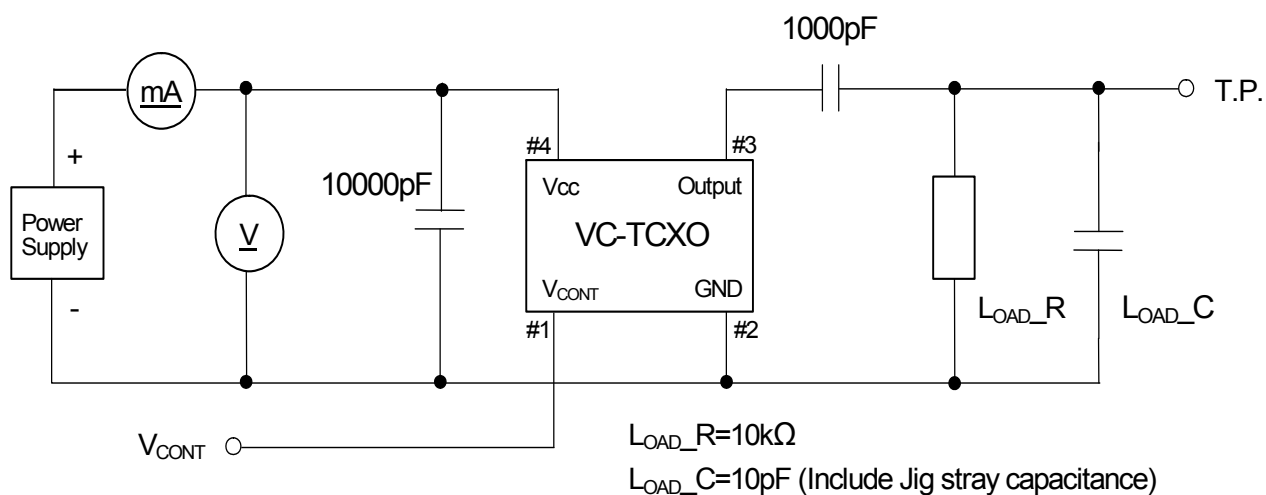 1000pF
mA
T.P.
+
#4
#3
10000pF
Vcc
Output
Power
Supply
V
VC-TCXO
-
VCONT
GND
#1
#2
LOAD_R
LOAD_C
VCONT
LOAD_R=10kΩ
LOAD_C=10pF (Include Jig stray capacitance)